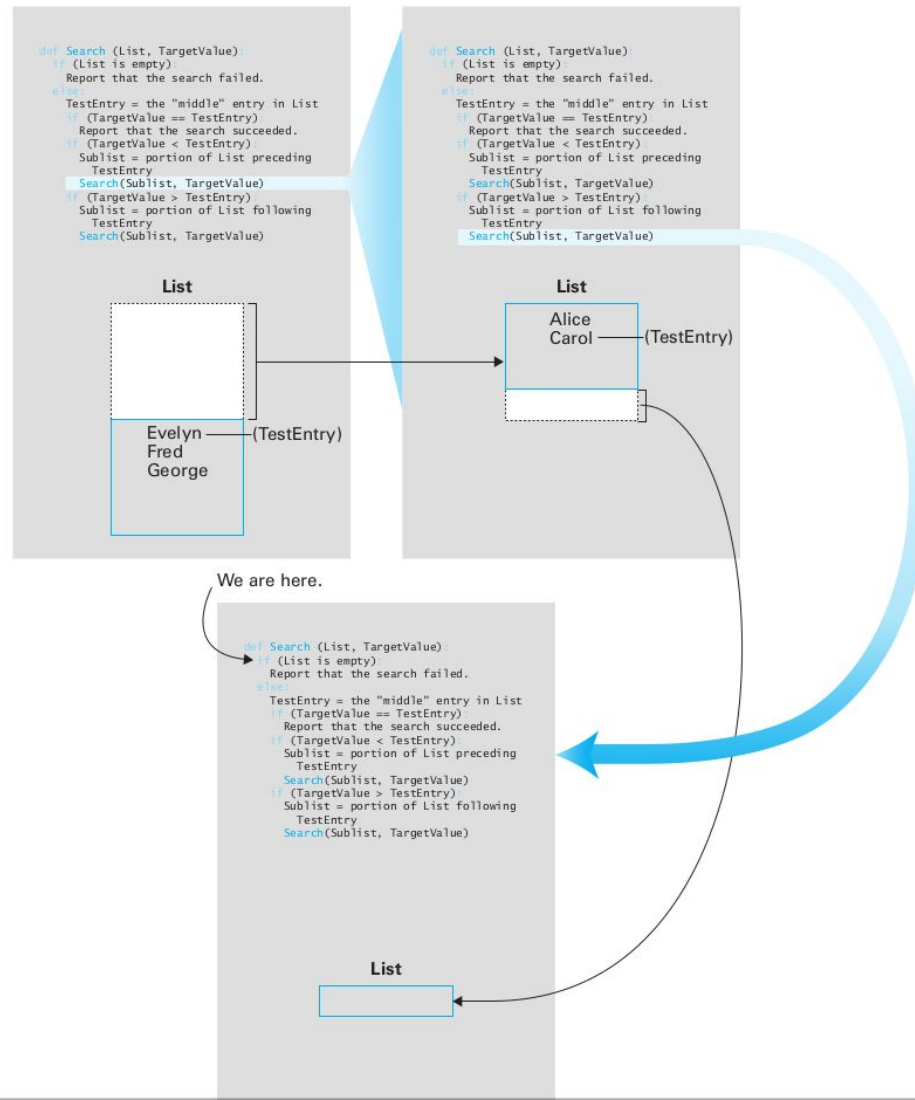 def Search (List, TargetValue):
if (List is empty):
Report that the search failed.
else:
TestEntry = the "middle" entry in List
if (TargetValue == TestEntry):
Report that the search succeeded.
if (TargetValue < TestEntry):
Sublist = portion of List preceding
TestEntry
Search(Sublist, TargetValue)
if (TargetValue > TestEntry):
Sublist = portion of List following
TestEntry
Search(Sublist, TargetValue)
List
Evelyn (TestEntry)
Fred
George
def Search (List, TargetValue):
if (List is empty):
Report that the search failed.
else:
TestEntry = the "middle" entry in List
if (TargetValue == TestEntry):
Report that the search succeeded.
if (TargetValue < TestEntry):
Sublist = portion of List preceding
TestEntry
Search(Sublist, TargetValue)
if (TargetValue > TestEntry):
Sublist = portion of List following
TestEntry
Search(Sublist, TargetValue)
List
Alice
Carol (TestEntry)
We are here.
def Search (List, TargetValue):
if (List is empty):
Report that the search failed.
else:
TestEntry = the "middle" entry in List
if (TargetValue == TestEntry):
Report that the search succeeded.
if (TargetValue < TestEntry):
Sublist = portion of List preceding
TestEntry
Search(Sublist, TargetValue)
if (TargetValue > TestEntry):
Sublist = portion of List following
TestEntry
Search(Sublist, TargetValue)
List